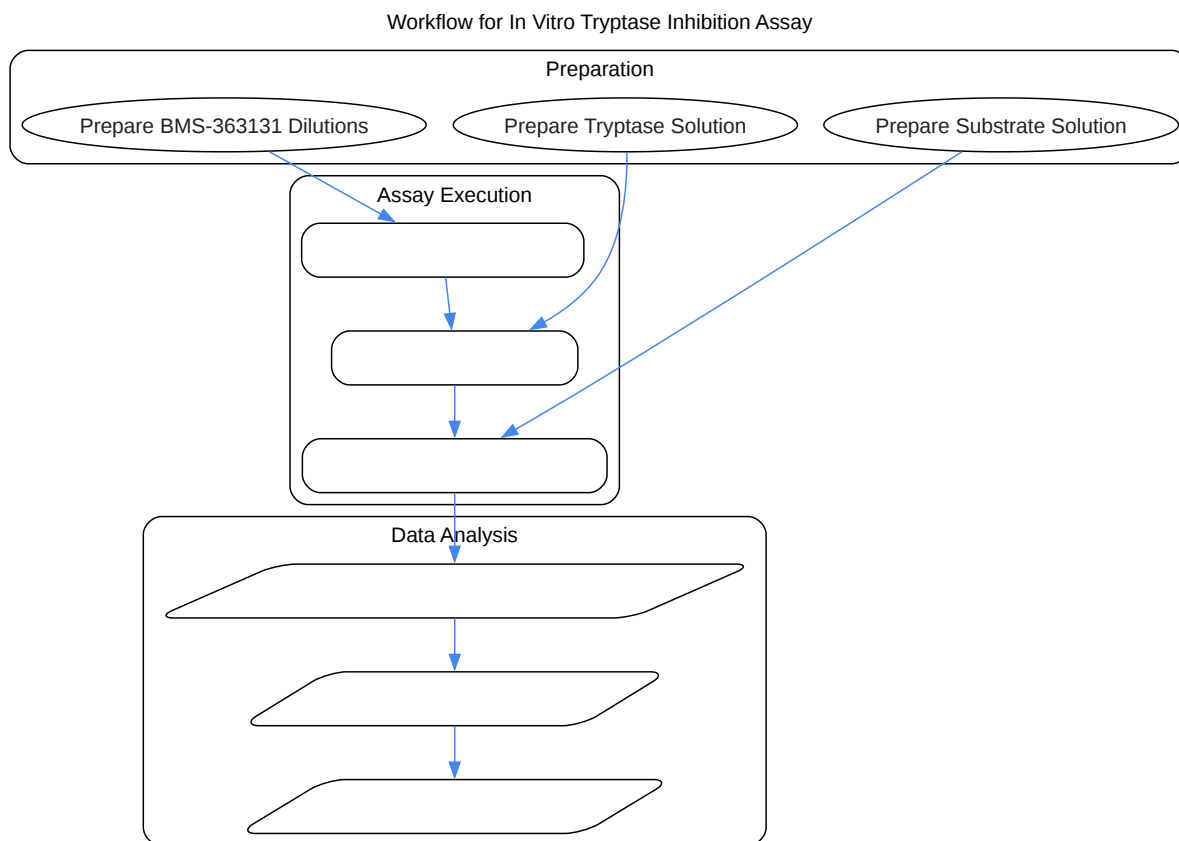 Workflow for In Vitro Tryptase Inhibition Assay
Preparation
Prepare BMS-363131 Dilutions
Prepare Tryptase Solution
Prepare Substrate Solution
Assay Execution
Data Analysis